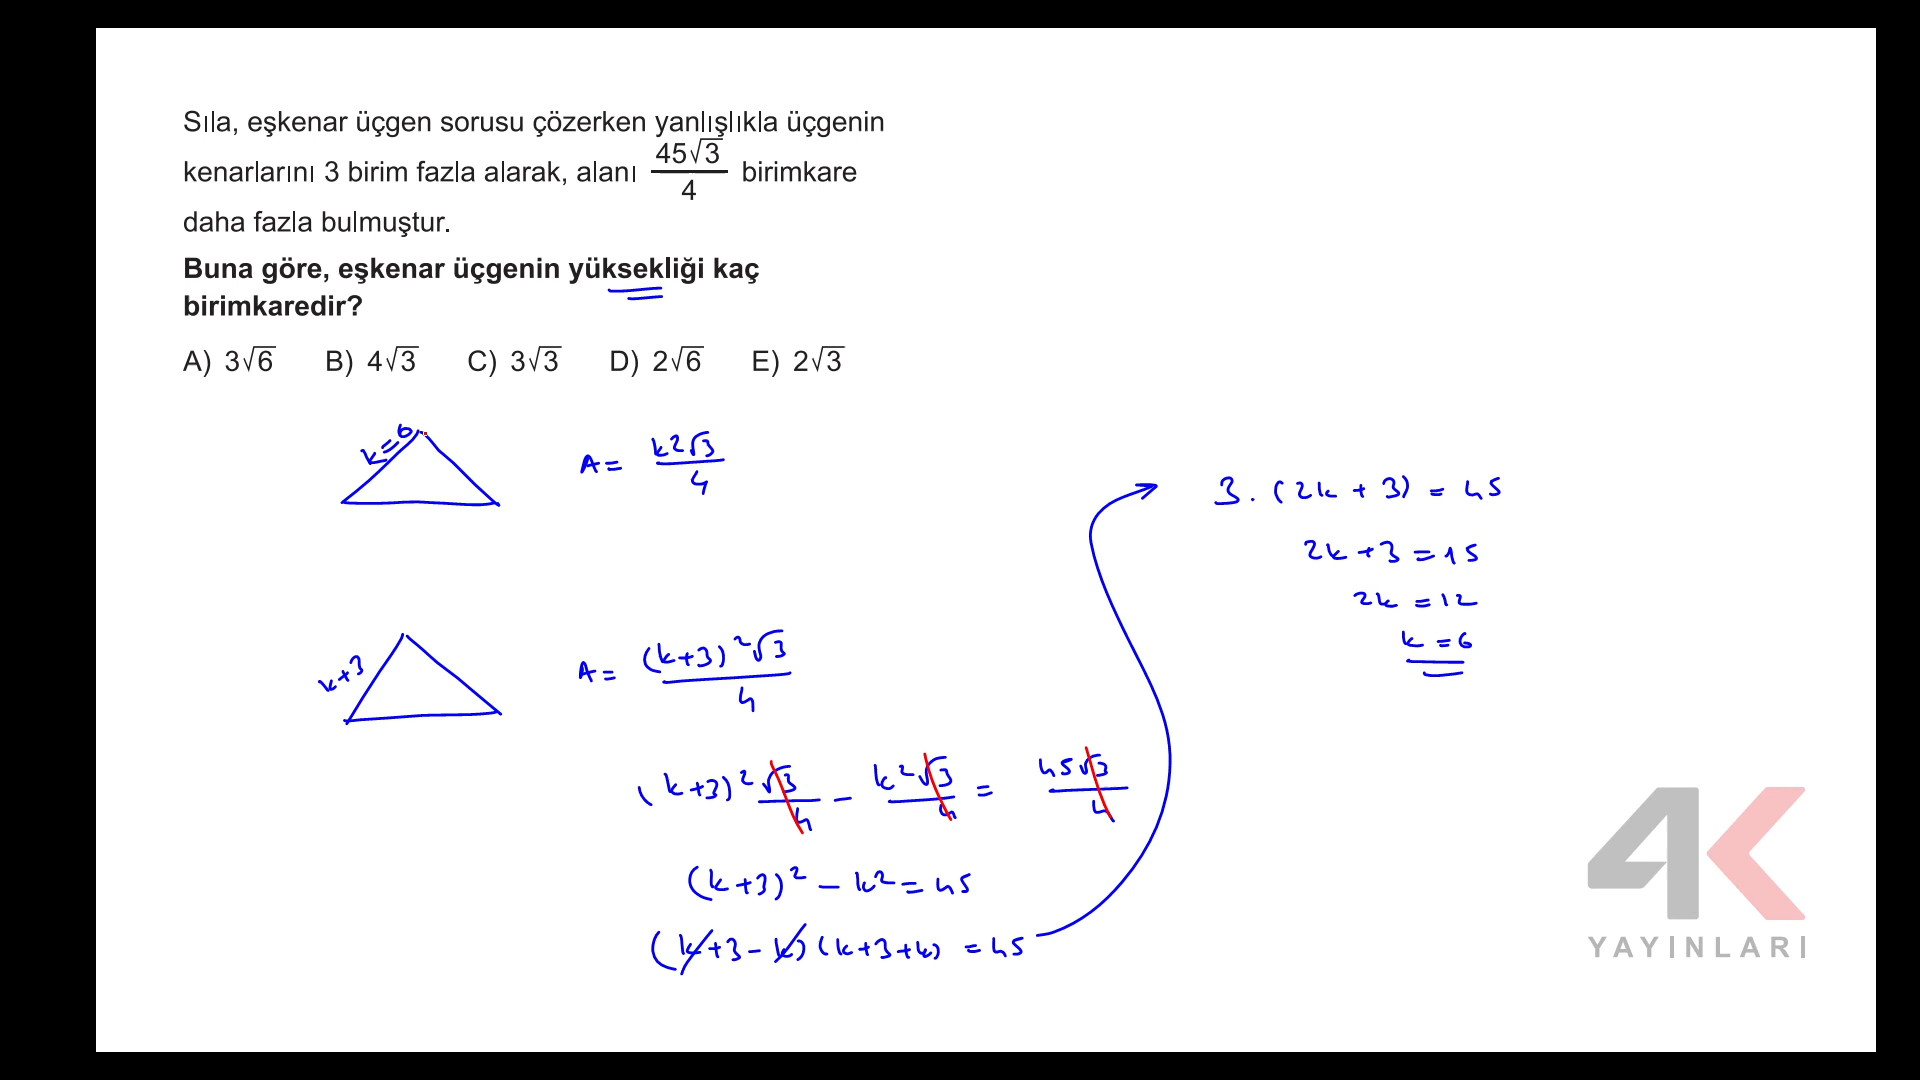 Sıla, eşkenar üçgen sorusu çözerken yanlışlıkla üçgenin
kenarlarını 3 birim fazla alarak, alanı 45√3/4 birimkare
daha fazla bulmuştur.
Buna göre, eşkenar üçgenin yüksekliği kaç
birimkaredir?
A) 3√6 B) 4√3 C) 3√3 D) 2√6 E) 2√3
k=6
A = k²√3/4
k+3
A = (k+3)²√3/4
(k+3)²√3/4 − k²√3/4 = 45√3/4
(k+3)² − k² = 45
(k+3−k)(k+3+k) = 45
3.(2k+3) = 45
2k+3 = 15
2k = 12
k = 6
4K
YAYINLARI